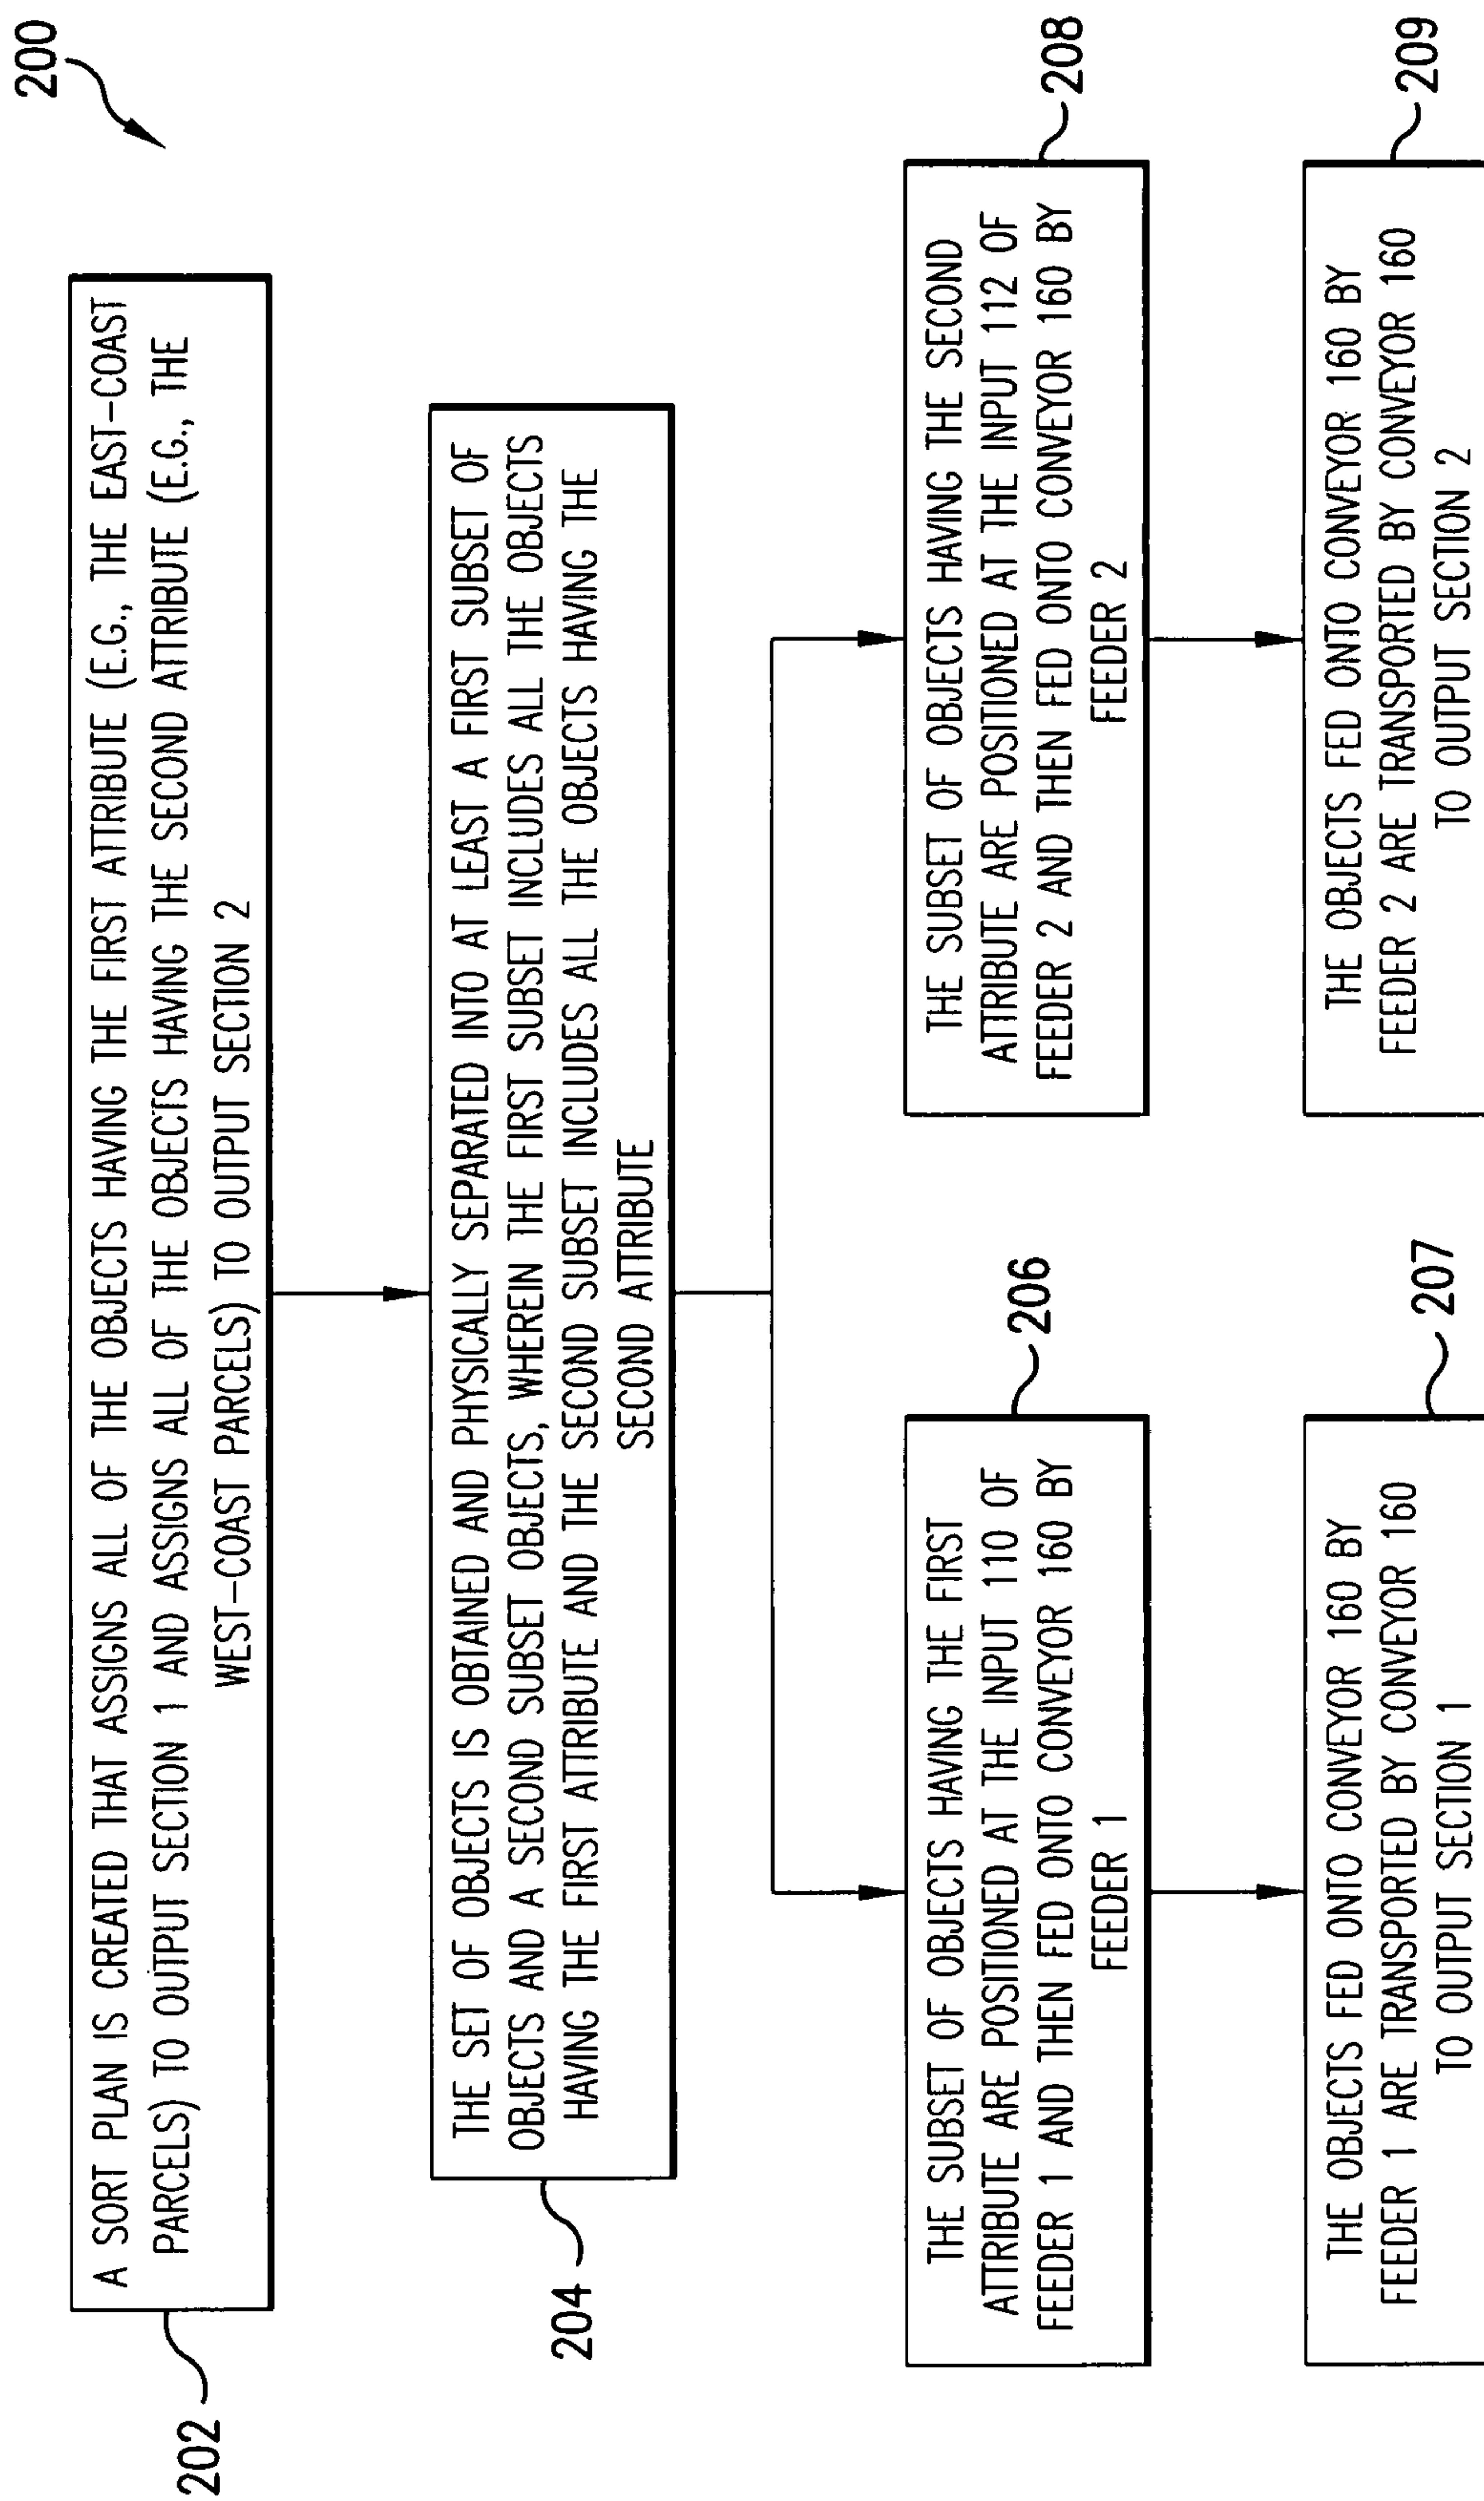 200
202
A SORT PLAN IS CREATED THAT ASSIGNS ALL OF THE OBJECTS HAVING THE FIRST ATTRIBUTE (E.G., THE EAST-COAST
PARCELS) TO OUTPUT SECTION 1 AND ASSIGNS ALL OF THE OBJECTS HAVING THE SECOND ATTRIBUTE (E.G., THE
WEST-COAST PARCELS) TO OUTPUT SECTION 2
204
THE SET OF OBJECTS IS OBTAINED AND PHYSICALLY SEPARATED INTO AT LEAST A FIRST SUBSET OF
OBJECTS AND A SECOND SUBSET OBJECTS, WHEREIN THE FIRST SUBSET INCLUDES ALL THE OBJECTS
HAVING THE FIRST ATTRIBUTE AND THE SECOND SUBSET INCLUDES ALL THE OBJECTS HAVING THE
SECOND ATTRIBUTE
206
THE SUBSET OF OBJECTS HAVING THE FIRST
ATTRIBUTE ARE POSITIONED AT THE INPUT 110 OF
FEEDER 1 AND THEN FED ONTO CONVEYOR 160 BY
FEEDER 1
208
THE SUBSET OF OBJECTS HAVING THE SECOND
ATTRIBUTE ARE POSITIONED AT THE INPUT 112 OF
FEEDER 2 AND THEN FED ONTO CONVEYOR 160 BY
FEEDER 2
207
THE OBJECTS FED ONTO CONVEYOR 160 BY
FEEDER 1 ARE TRANSPORTED BY CONVEYOR 160
TO OUTPUT SECTION 1
209
THE OBJECTS FED ONTO CONVEYOR 160 BY
FEEDER 2 ARE TRANSPORTED BY CONVEYOR 160
TO OUTPUT SECTION 2